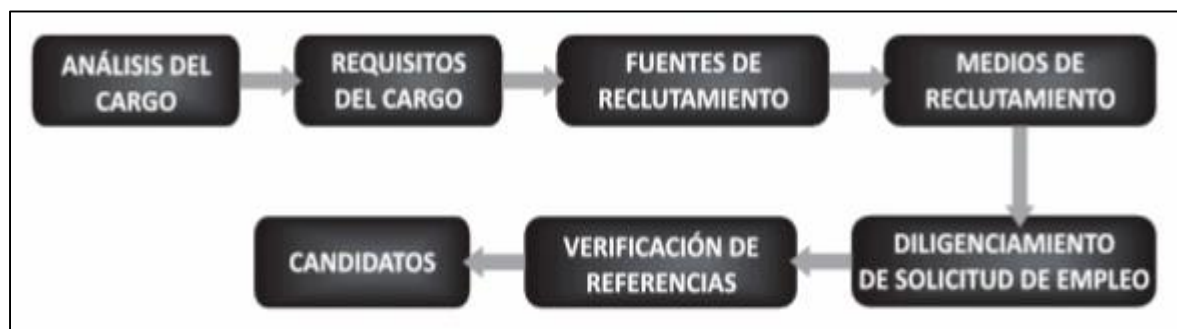 ANÁLISIS DEL
CARGO
REQUISITOS
DEL CARGO
FUENTES DE
RECLUTAMIENTO
MEDIOS DE
RECLUTAMIENTO
DILIGENCIAMIENTO
DE SOLICITUD DE EMPLEO
VERIFICACIÓN DE
REFERENCIAS
CANDIDATOS